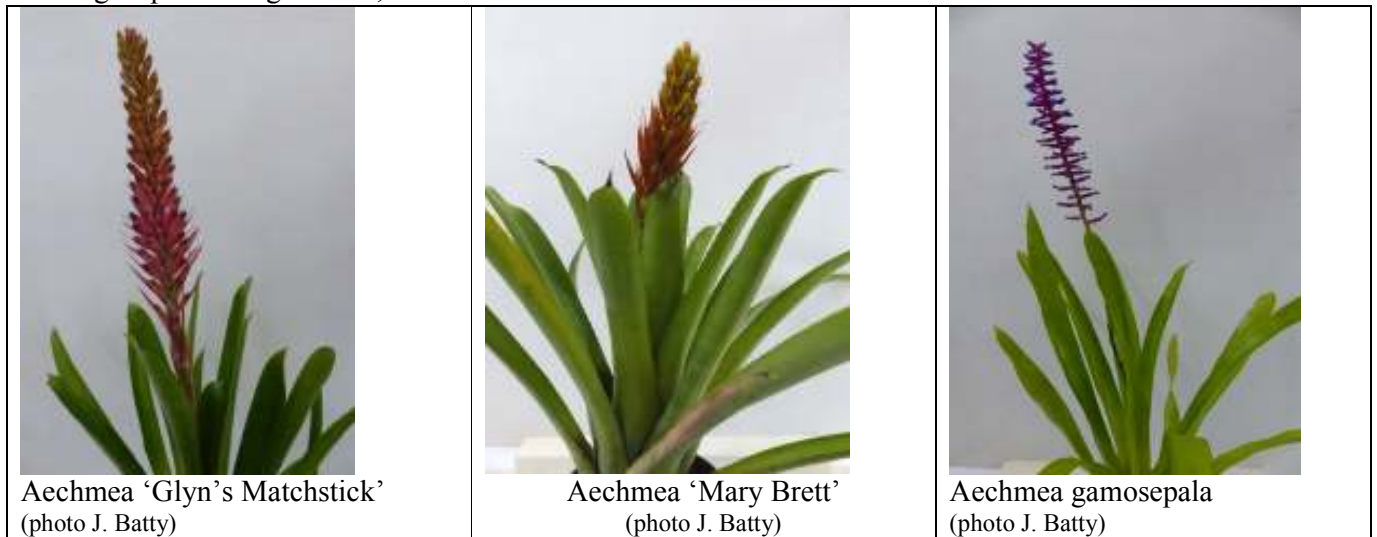 Aechmea ‘Glyn’s Matchstick’
(photo J. Batty)
Aechmea ‘Mary Brett’
(photo J. Batty)
Aechmea gamosepala
(photo J. Batty)